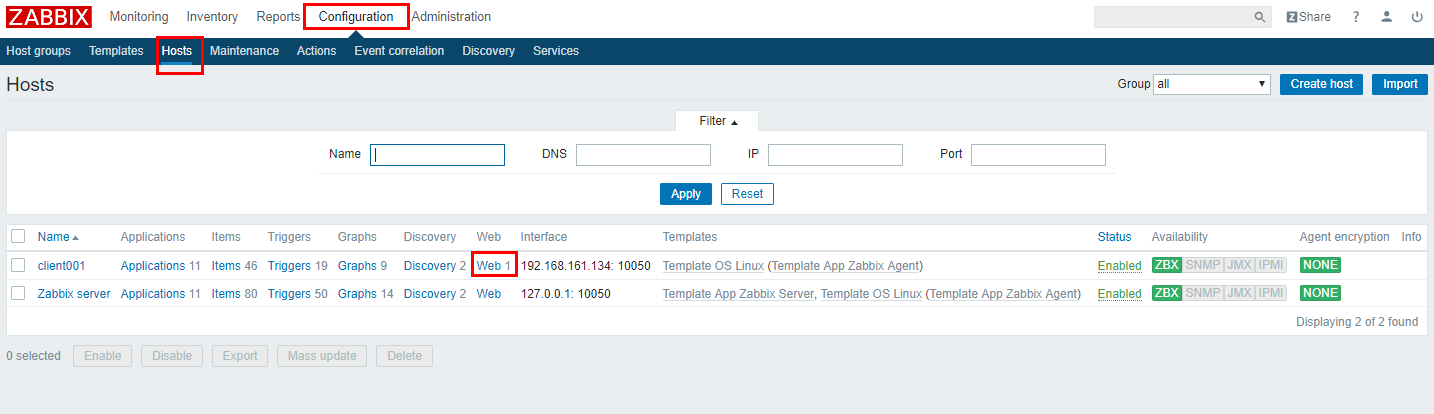 ZABBIX Monitoring Inventory Reports Configuration Administration Z Share ?
Host groups Templates Hosts Maintenance Actions Event correlation Discovery Services
Hosts Group all Create host Import
Filter
Name DNS IP Port
Apply Reset
Name Applications Items Triggers Graphs Discovery Web Interface Templates Status Availability Agent encryption Info
client001 Applications 11 Items 46 Triggers 19 Graphs 9 Discovery 2 Web 1 192.168.161.134: 10050 Template OS Linux (Template App Zabbix Agent) Enabled ZBX SNMP JMX IPMI NONE
Zabbix server Applications 11 Items 80 Triggers 50 Graphs 14 Discovery 2 Web 127.0.0.1: 10050 Template App Zabbix Server, Template OS Linux (Template App Zabbix Agent) Enabled ZBX SNMP JMX IPMI NONE
Displaying 2 of 2 found
0 selected Enable Disable Export Mass update Delete